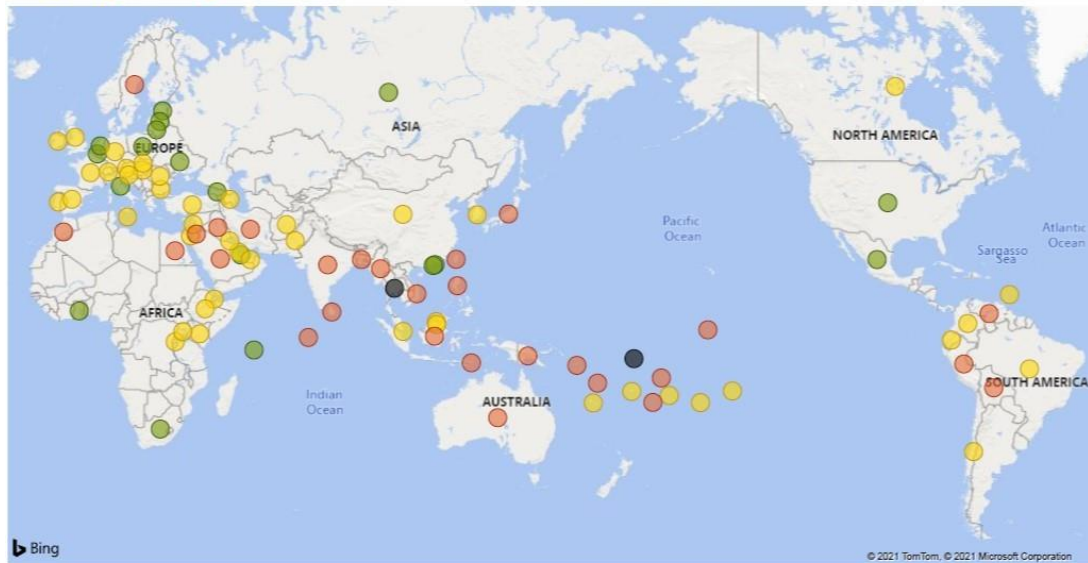 ASIA
NORTH AMERICA
EUROPE
Pacific
Ocean
Atlantic
Ocean
Sargasso
Sea
AFRICA
Indian
Ocean
AUSTRALIA
SOUTH AMERICA
Bing
© 2021 TomTom, © 2021 Microsoft Corporation